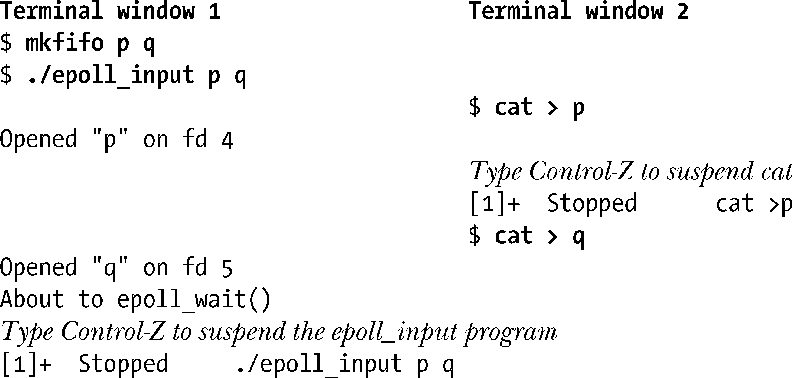 Terminal window 1 Terminal window 2
$ mkfifo p q
$ ./epoll_input p q
$ cat > p
Opened "p" on fd 4
Type Control-Z to suspend cat
[1]+ Stopped cat >p
$ cat > q
Opened "q" on fd 5
About to epoll_wait()
Type Control-Z to suspend the epoll_input program
[1]+ Stopped ./epoll_input p q